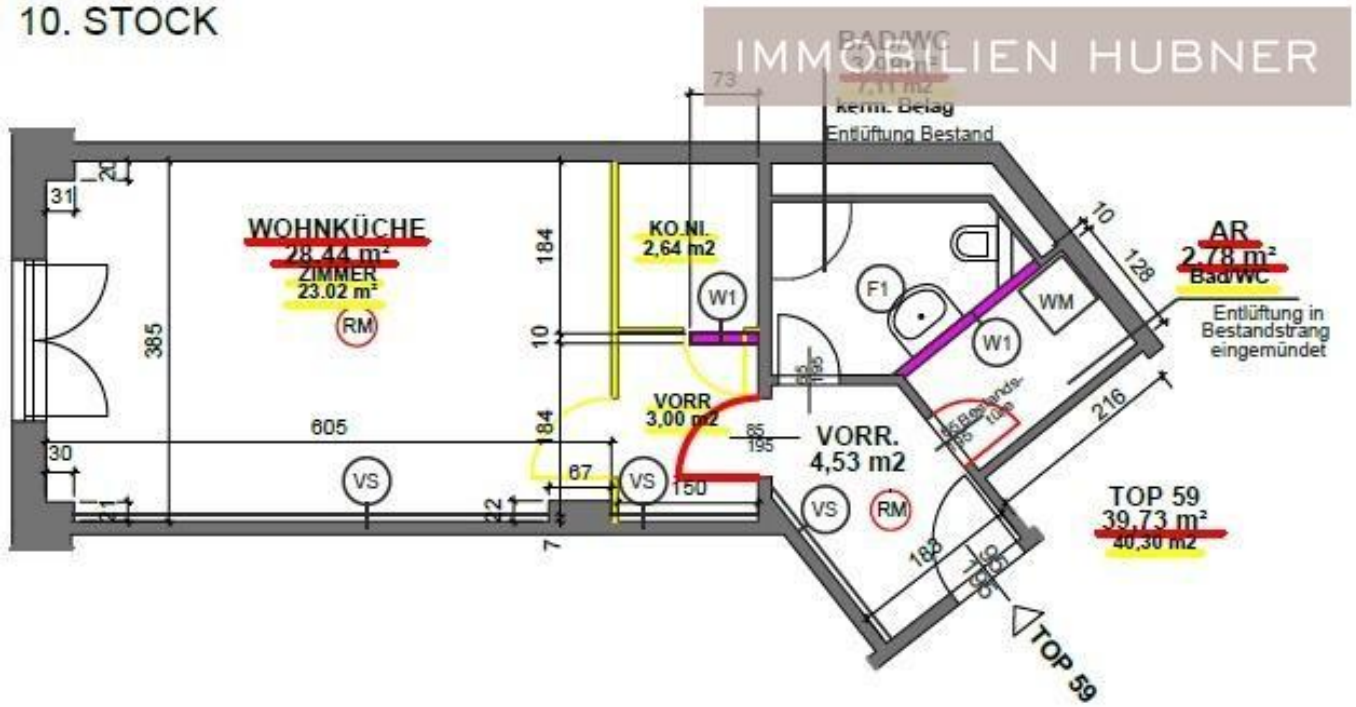 10. STOCK
IMMOBILIEN HUBNER
BAD/WC
7,11 m2
kerm. Belag
Entlüftung Bestand
73
20
31
WOHNKÜCHE
28.44 m²
ZIMMER
23.02 m²
RM
385
184
10
184
KO.NI.
2,64 m2
W1
F1
WM
W1
10
128
AR
2,78 m²
Bad/WC
Entlüftung in
Bestandstrang
eingemündet
216
VORR
3,00 m2
85
195
VORR.
4,53 m2
Bestands-
türe
605
30
21
VS
67
22
7
VS
150
VS
RM
183
TOP 59
39,73 m²
40,30 m2
TOP 59